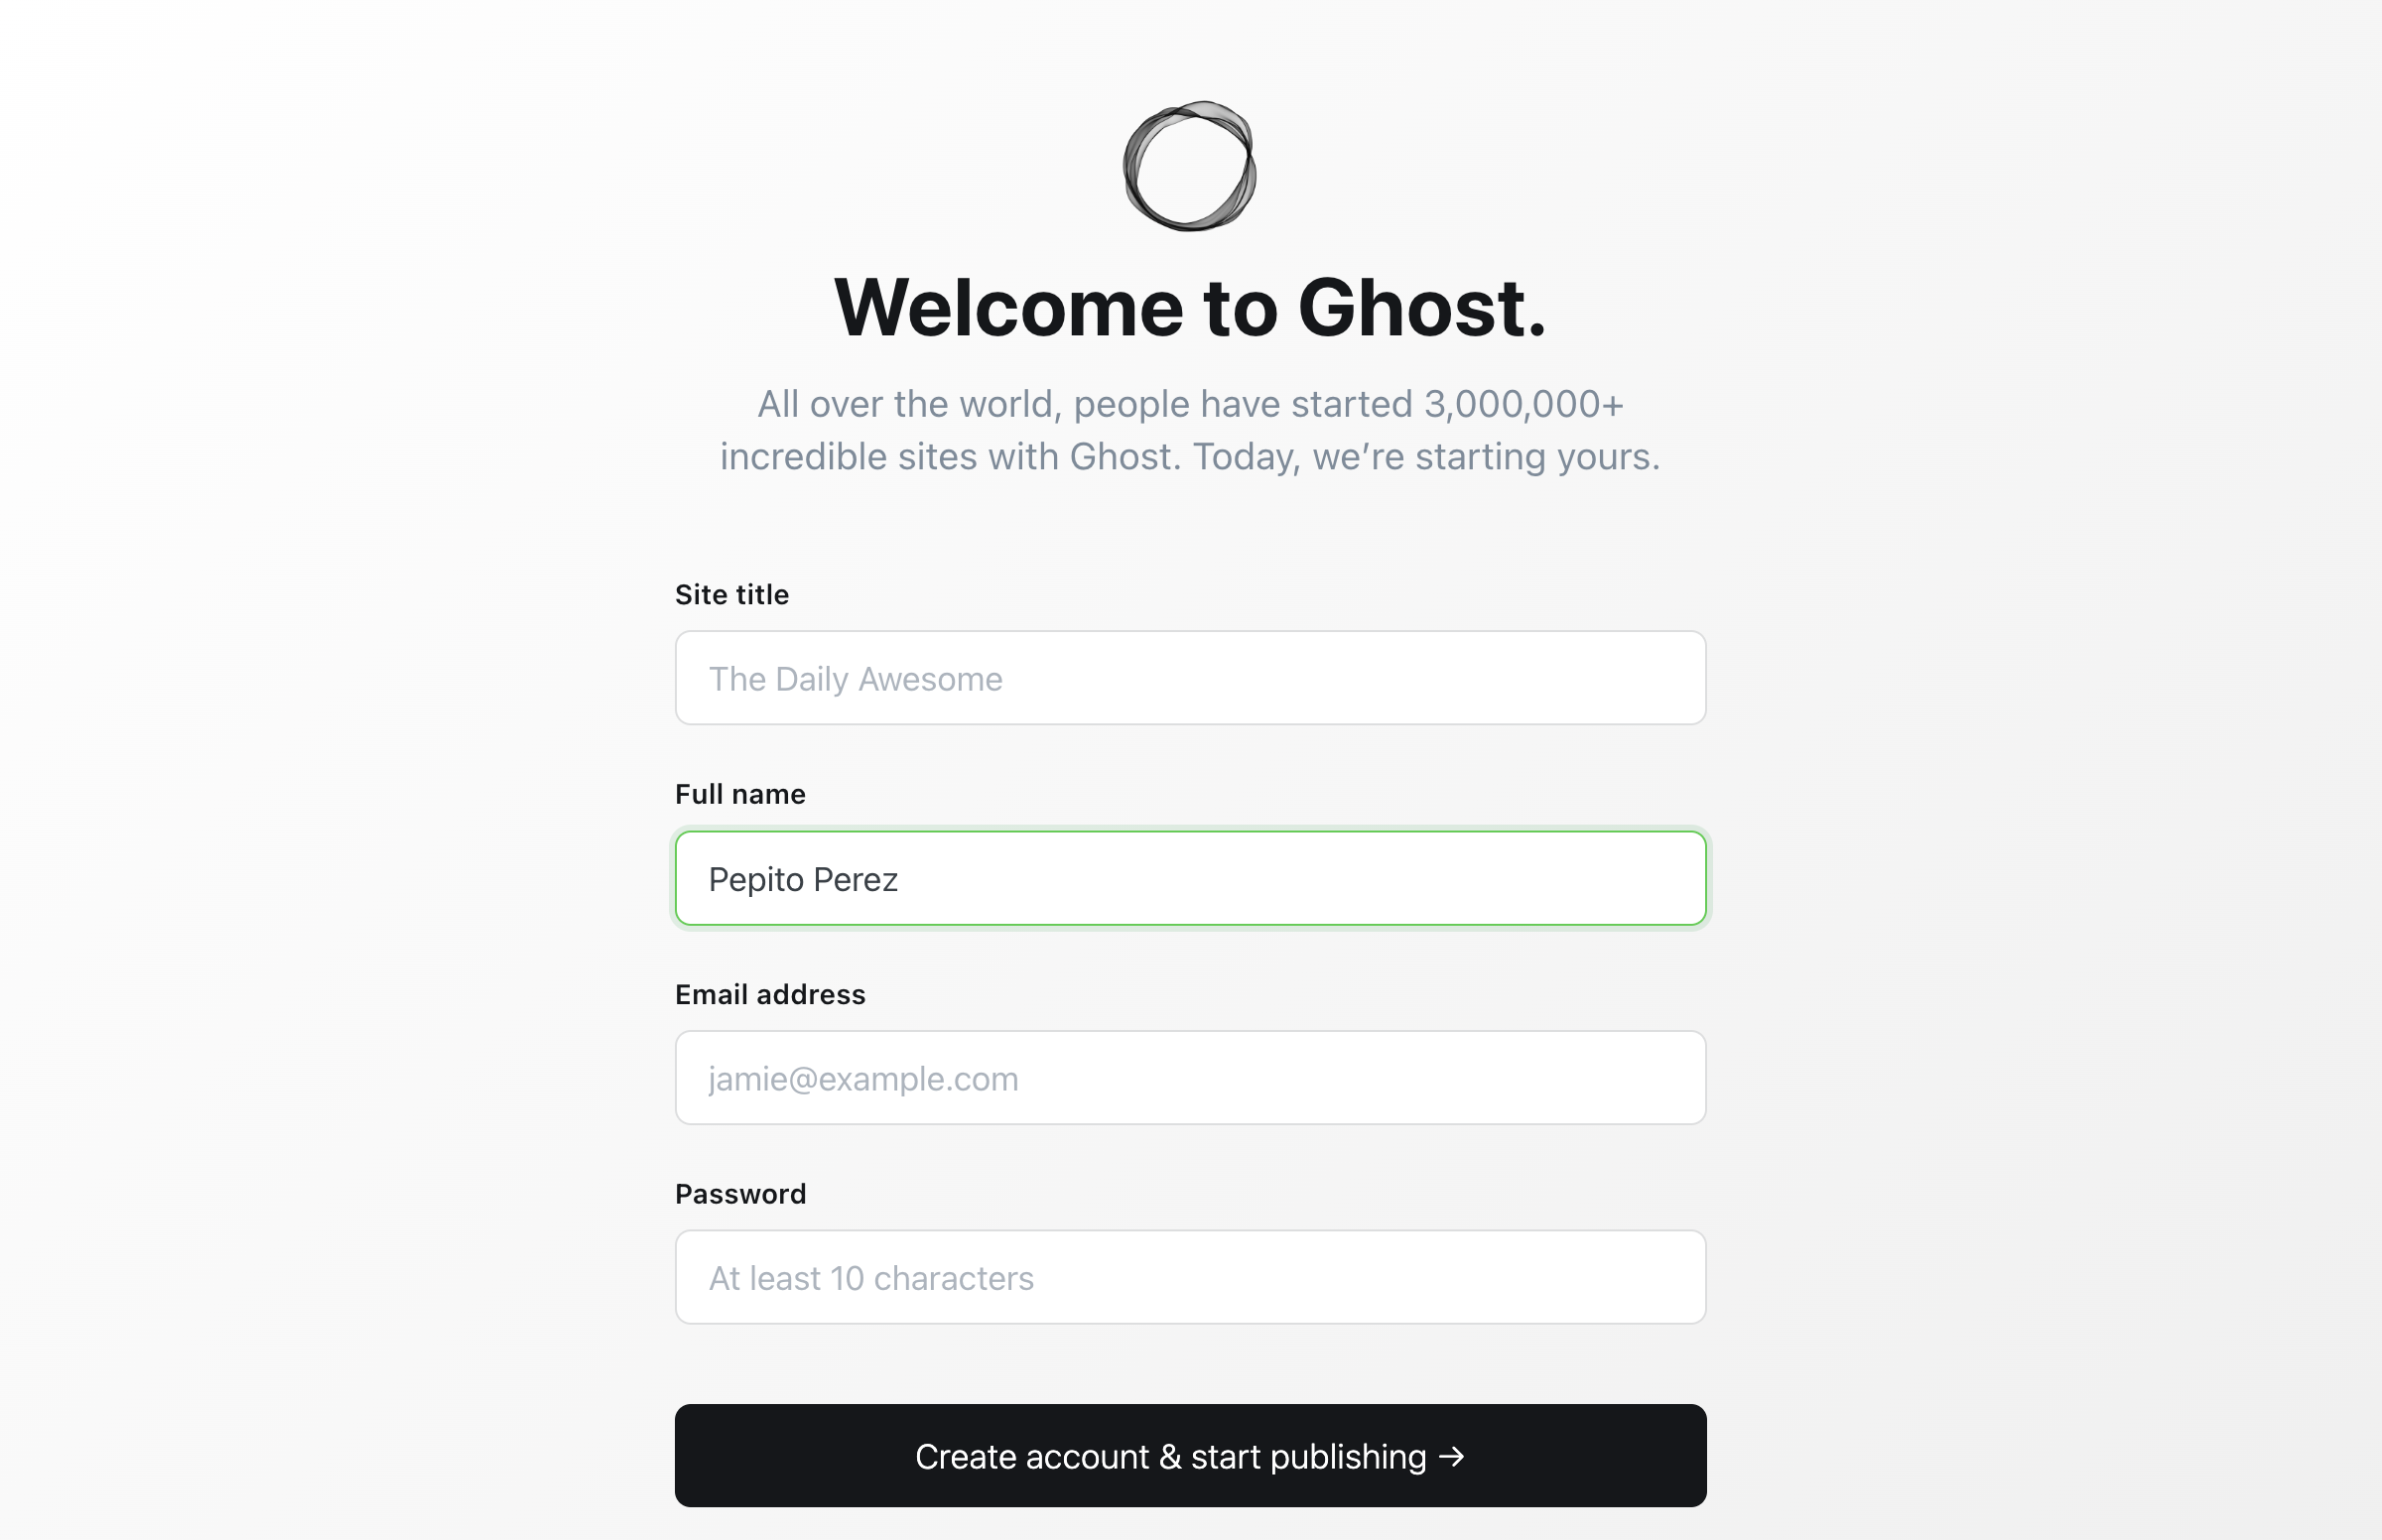 Welcome to Ghost.
All over the world, people have started 3,000,000+
incredible sites with Ghost. Today, we’re starting yours.
Site title
The Daily Awesome
Full name
Pepito Perez
Email address
jamie@example.com
Password
At least 10 characters
Create account & start publishing →